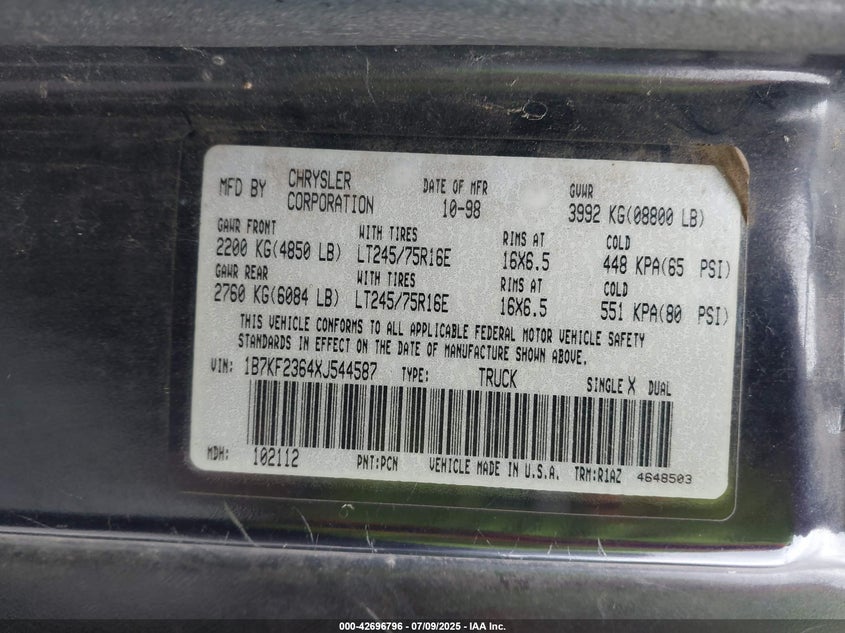 MFD BY CHRYSLER CORPORATION DATE OF MFR 10-98 GVWR 3992 KG(08800 LB)
GAWR FRONT WITH TIRES RIMS AT COLD
2200 KG(4850 LB) LT245/75R16E 16X6.5 448 KPA(65 PSI)
GAWR REAR WITH TIRES RIMS AT COLD
2760 KG(6084 LB) LT245/75R16E 16X6.5 551 KPA(80 PSI)
THIS VEHICLE CONFORMS TO ALL APPLICABLE FEDERAL MOTOR VEHICLE SAFETY
STANDARDS IN EFFECT ON THE DATE OF MANUFACTURE SHOWN ABOVE.
VIN: 1B7KF2364XJ544587 TYPE: TRUCK SINGLE X DUAL
MDH: 102112 PNT:PCN VEHICLE MADE IN U.S.A. TRM:R1AZ 4648503
000-42696796 | 07/09/2025 - IAA Inc.